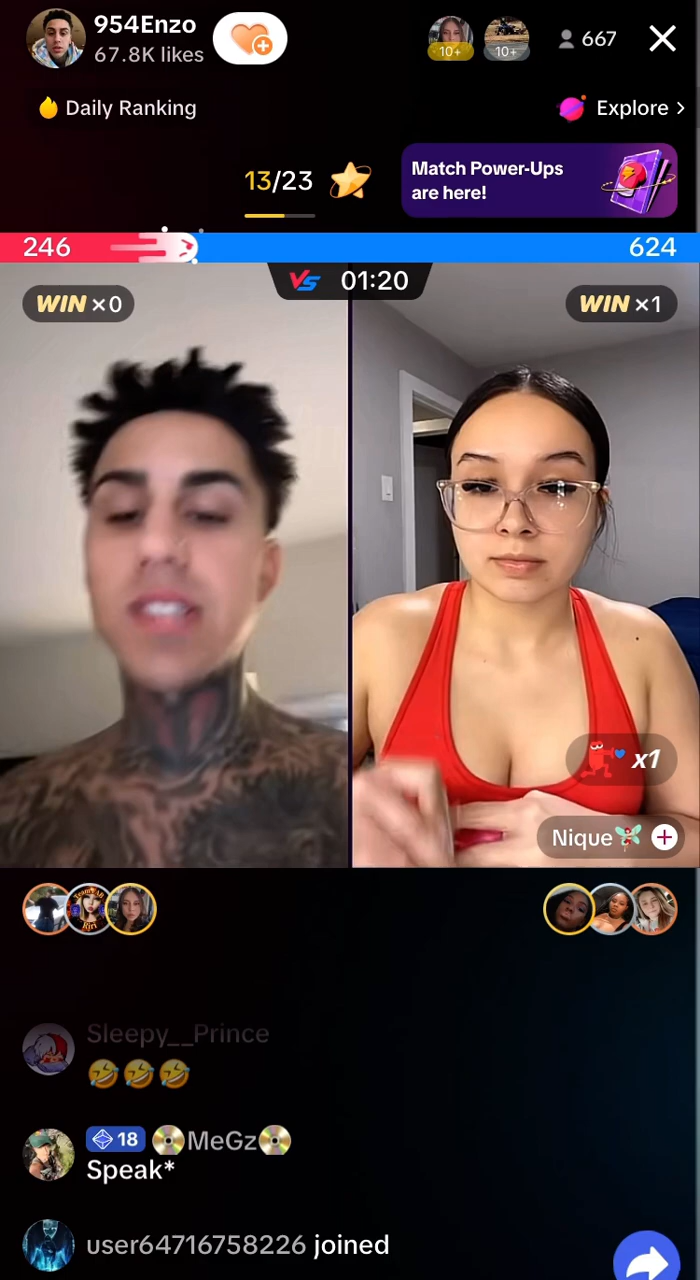 954Enzo
67.8K likes
10+
10+
667
Daily Ranking
Explore >
13/23
Match Power-Ups
are here!
246
624
VS 01:20
WIN ×0
WIN ×1
x1
Nique
Sleepy__Prince
18 MeGz
Speak*
user64716758226 joined